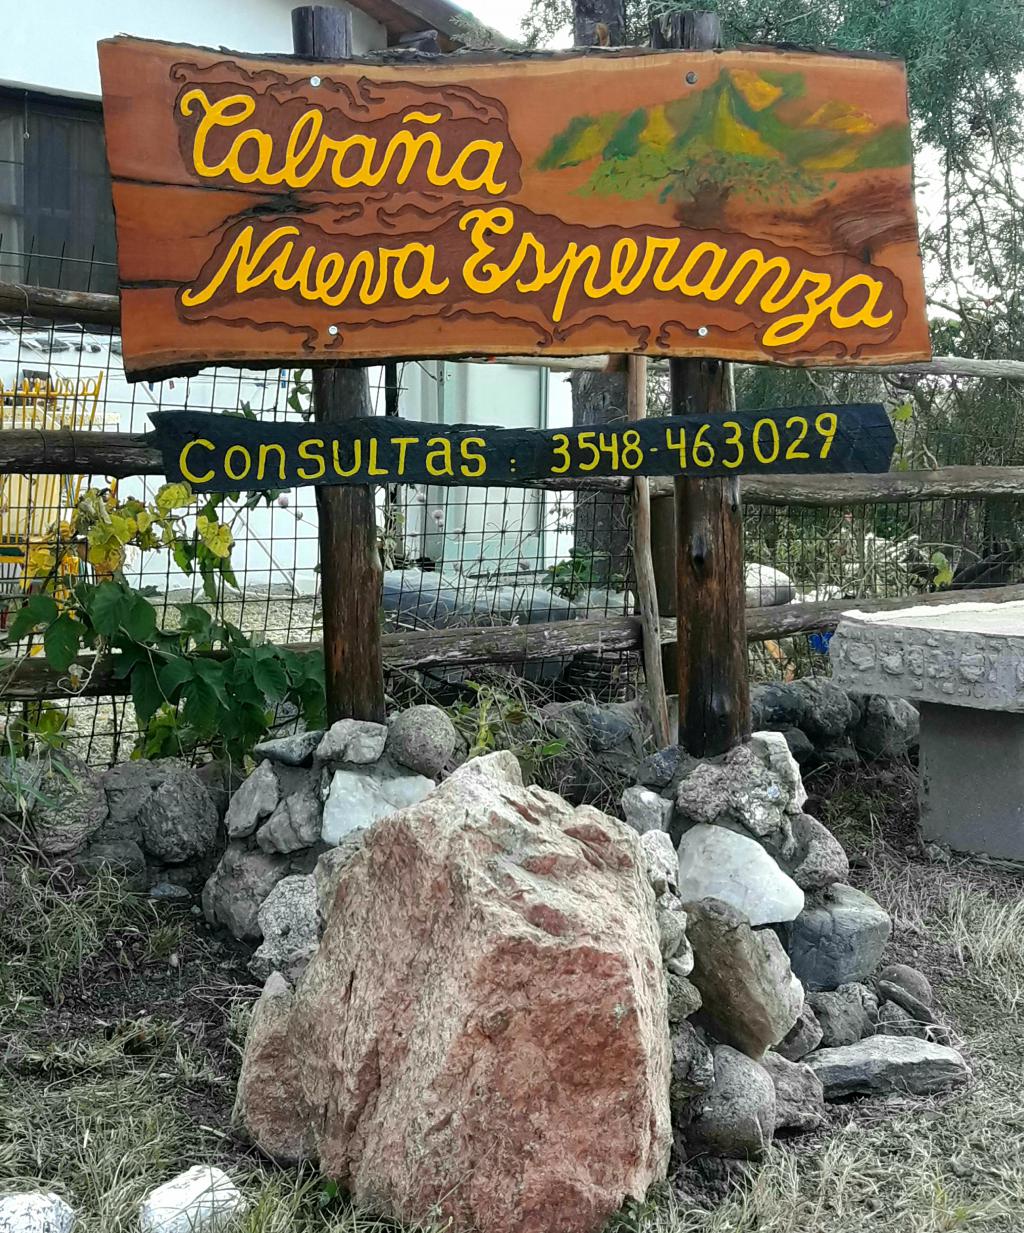 Cabaña
Nueva Esperanza
Consultas : 3548-463029